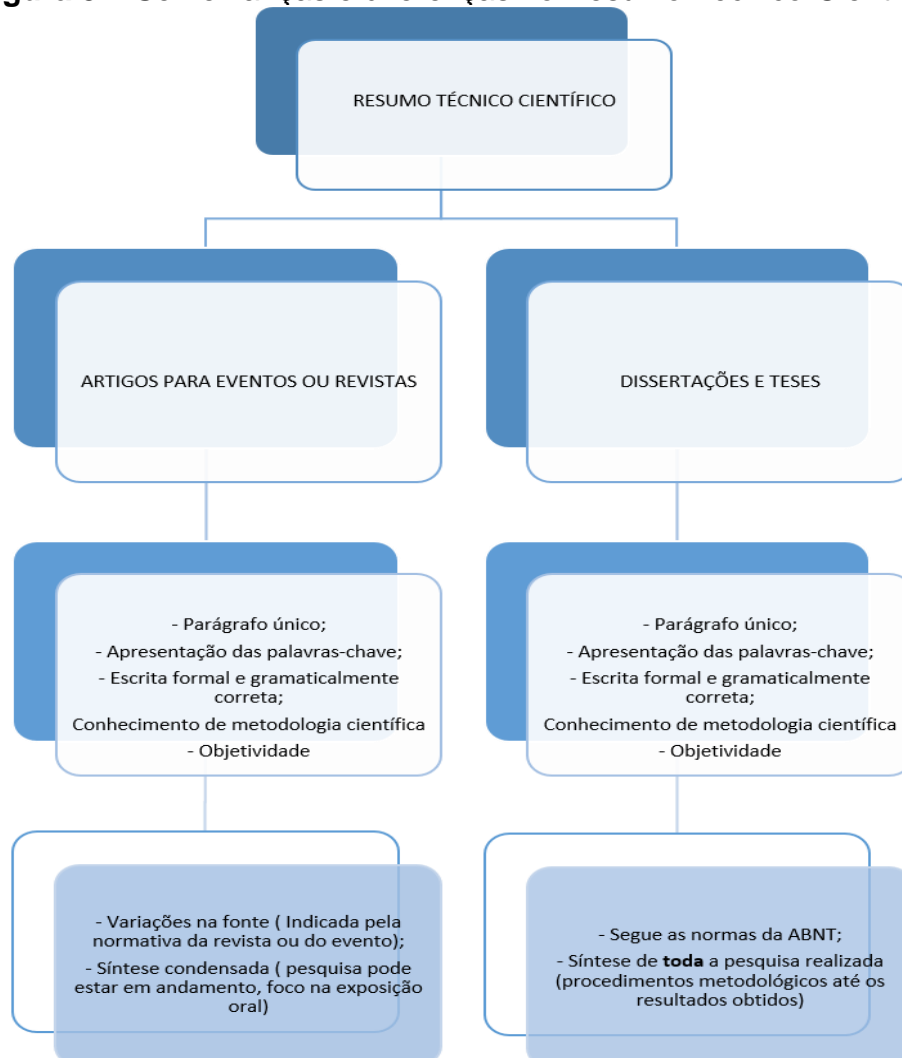 RESUMO TÉCNICO CIENTÍFICO
ARTIGOS PARA EVENTOS OU REVISTAS
DISSERTAÇÕES E TESES
- Parágrafo único;
- Apresentação das palavras-chave;
- Escrita formal e gramaticalmente
correta;
Conhecimento de metodologia científica
- Objetividade
- Parágrafo único;
- Apresentação das palavras-chave;
- Escrita formal e gramaticalmente
correta;
Conhecimento de metodologia científica
- Objetividade
- Variações na fonte ( Indicada pela
normativa da revista ou do evento);
- Síntese condensada ( pesquisa pode
estar em andamento, foco na exposição
oral)
- Segue as normas da ABNT;
- Síntese de toda a pesquisa realizada
(procedimentos metodológicos até os
resultados obtidos)